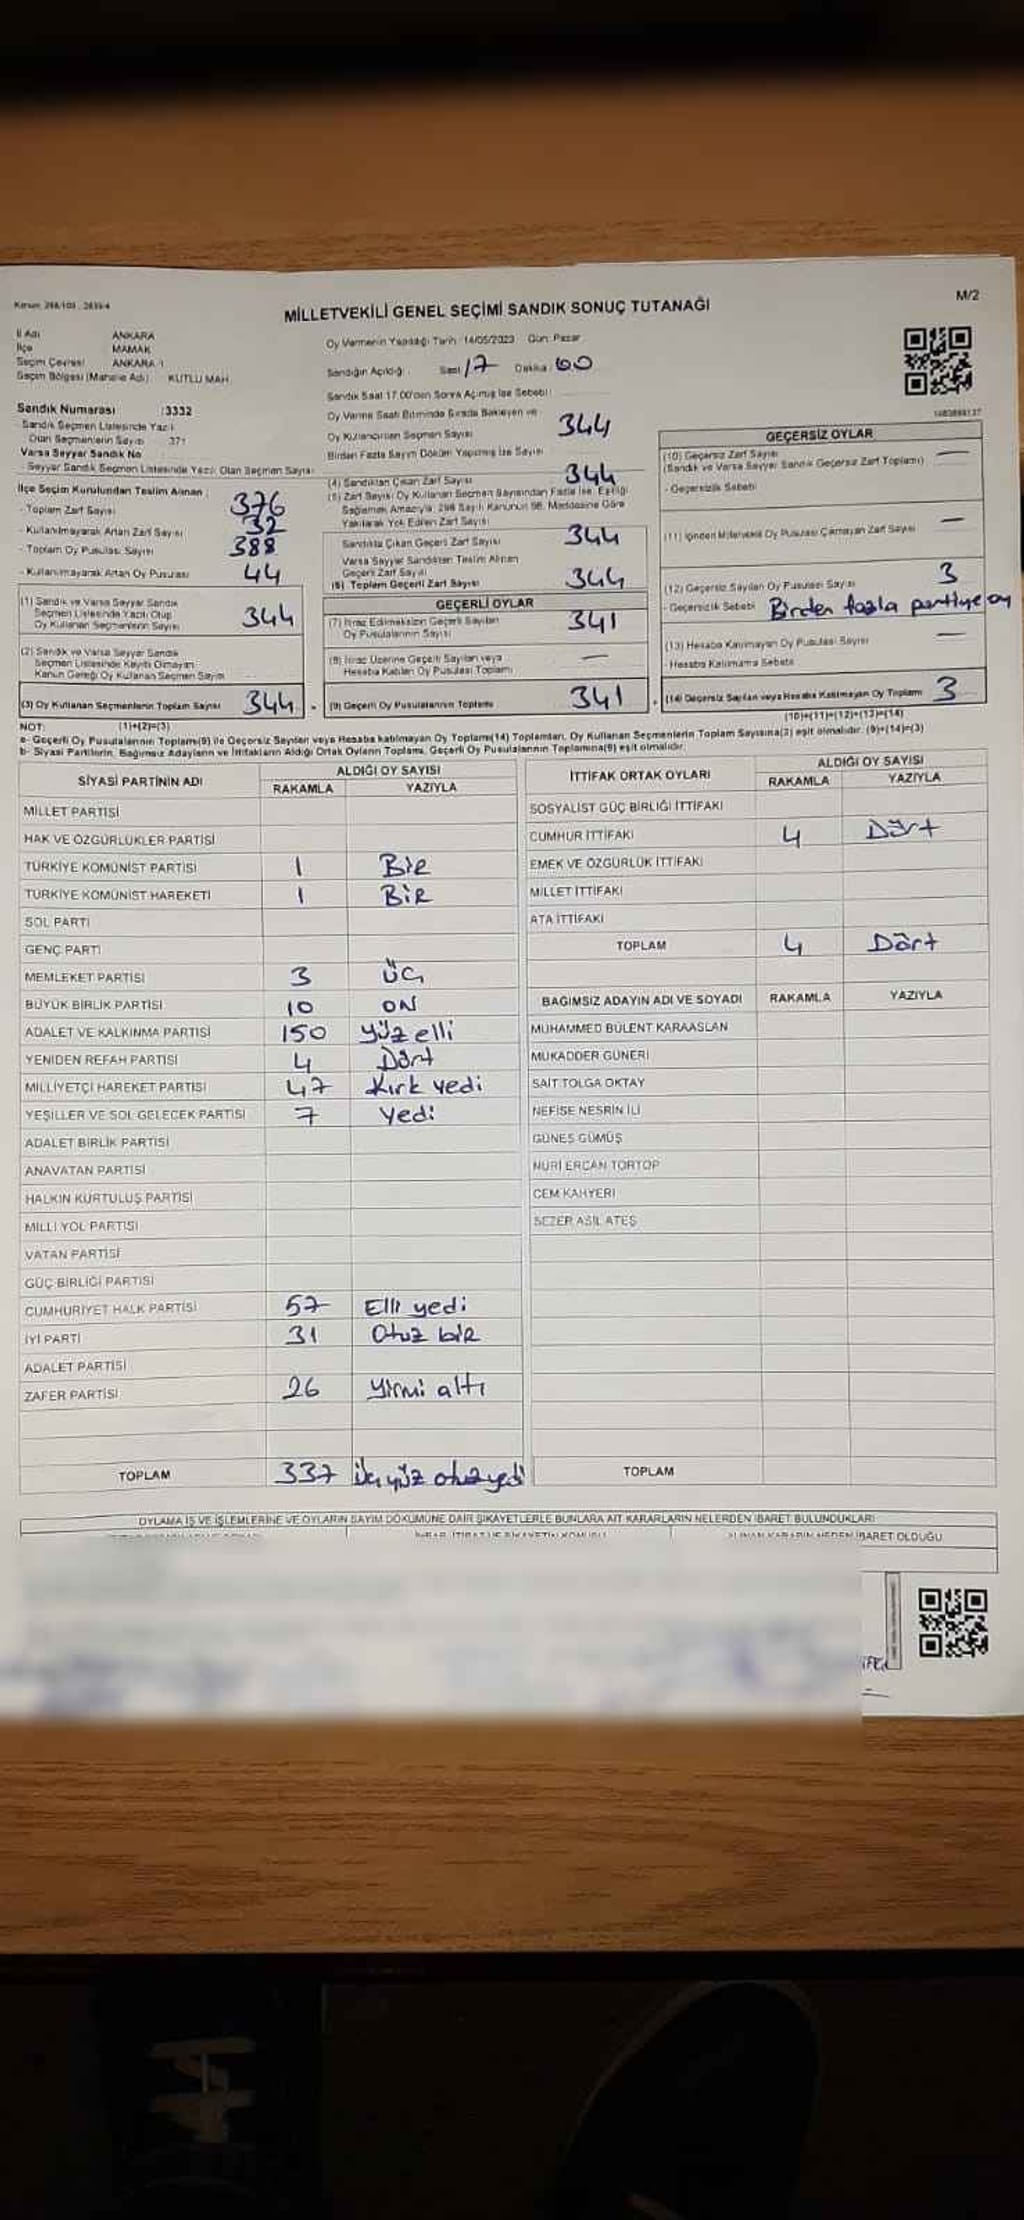 Kanun: 298/103 , 2839/4
MİLLETVEKİLİ GENEL SEÇİMİ SANDIK SONUÇ TUTANAĞI
M/2
İl Adı ANKARA
İlçe MAMAK
Seçim Çevresi ANKARA 1
Seçim Bölgesi (Mahalle Adı) KUTLU MAH.
Sandık Numarası :3332
Sandık Seçmen Listesinde Yazılı
Olan Seçmenlerin Sayısı 371
Varsa Seyyar Sandık No
- Seyyar Sandık Seçmen Listesinde Yazılı Olan Seçmen Sayısı
İlçe Seçim Kurulundan Teslim Alınan :
- Toplam Zarf Sayısı 376
- Kullanılmayarak Artan Zarf Sayısı 32
- Toplam Oy Pusulası Sayısı 388
- Kullanılmayarak Artan Oy Pusulası 44
(1) Sandık ve Varsa Seyyar Sandık
Seçmen Listesinde Yazılı Olup
Oy Kullanan Seçmenlerin Sayısı 344
(2) Sandık ve Varsa Seyyar Sandık
Seçmen Listesinde Kayıtlı Olmayan
Kanun Gereği Oy Kullanan Seçmen Sayısı
(3) Oy Kullanan Seçmenlerin Toplam Sayısı 344
(1)+(2)=(3)
Oy Vermenin Yapıldığı Tarih : 14/05/2023 Gün: Pazar
Sandığın Açıldığı : Saat 17 Dakika 00
Sandık Saat 17.00'den Sonra Açılmış İse Sebebi :
Oy Verme Saati Bitiminde Sırada Bekleyen ve
Oy Kullandırılan Seçmen Sayısı 344
Birden Fazla Sayım Döküm Yapılmış İse Sayısı
(4) Sandıktan Çıkan Zarf Sayısı 344
(5) Zarf Sayısı Oy Kullanan Seçmen Sayısından Fazla İse, Eşitliği
Sağlamak Amacıyla, 298 Sayılı Kanunun 98. Maddesine Göre
Yakılarak Yok Edilen Zarf Sayısı
Sandıkta Çıkan Geçerli Zarf Sayısı 344
Varsa Seyyar Sandıktan Teslim Alınan
Geçerli Zarf Sayısı
(6) Toplam Geçerli Zarf Sayısı 344
GEÇERLİ OYLAR
(7) İtiraz Edilmeksizin Geçerli Sayılan
Oy Pusulalarının Sayısı 341
(8) İtiraz Üzerine Geçerli Sayılan veya
Hesaba Katılan Oy Pusulası Toplamı —
(9) Geçerli Oy Pusulalarının Toplamı 341
GEÇERSİZ OYLAR
(10) Geçersiz Zarf Sayısı —
(Sandık ve Varsa Seyyar Sandık Geçersiz Zarf Toplamı)
- Geçersizlik Sebebi
(11) İçinden Milletvekili Oy Pusulası Çıkmayan Zarf Sayısı —
(12) Geçersiz Sayılan Oy Pusulası Sayısı 3
- Geçersizlik Sebebi Birden fazla partiye oy
(13) Hesaba Katılmayan Oy Pusulası Sayısı —
- Hesaba Katılmama Sebebi
(14) Geçersiz Sayılan veya Hesaba Katılmayan Oy Toplamı 3
(10)+(11)+(12)+(13)=(14)
NOT:
a- Geçerli Oy Pusulalarının Toplamı(9) ile Geçersiz Sayılan veya Hesaba katılmayan Oy Toplamı(14) Toplamları, Oy Kullanan Seçmenlerin Toplam Sayısına(3) eşit olmalıdır. (9)+(14)=(3)
b- Siyasi Partilerin, Bağımsız Adayların ve İttifakların Aldığı Ortak Oyların Toplamı, Geçerli Oy Pusulalarının Toplamına(9) eşit olmalıdır.
SİYASİ PARTİNİN ADI ALDIĞI OY SAYISI
RAKAMLA YAZIYLA
MİLLET PARTİSİ
HAK VE ÖZGÜRLÜKLER PARTİSİ
TÜRKİYE KOMÜNİST PARTİSİ 1 Bir
TÜRKİYE KOMÜNİST HAREKETİ 1 Bir
SOL PARTİ
GENÇ PARTİ
MEMLEKET PARTİSİ 3 Üç
BÜYÜK BİRLİK PARTİSİ 10 ON
ADALET VE KALKINMA PARTİSİ 150 Yüz elli
YENİDEN REFAH PARTİSİ 4 Dört
MİLLİYETÇİ HAREKET PARTİSİ 47 Kırk yedi
YEŞİLLER VE SOL GELECEK PARTİSİ 7 Yedi
ADALET BİRLİK PARTİSİ
ANAVATAN PARTİSİ
HALKIN KURTULUŞ PARTİSİ
MİLLİ YOL PARTİSİ
VATAN PARTİSİ
GÜÇ BİRLİĞİ PARTİSİ
CUMHURİYET HALK PARTİSİ 57 Elli yedi
İYİ PARTİ 31 Otuz bir
ADALET PARTİSİ
ZAFER PARTİSİ 26 Yirmi altı
TOPLAM 337 Üç yüz otuz yedi
İTTİFAK ORTAK OYLARI ALDIĞI OY SAYISI
RAKAMLA YAZIYLA
SOSYALİST GÜÇ BİRLİĞİ İTTİFAKI
CUMHUR İTTİFAKI 4 Dört
EMEK VE ÖZGÜRLÜK İTTİFAKI
MİLLET İTTİFAKI
ATA İTTİFAKI
TOPLAM 4 Dört
BAĞIMSIZ ADAYIN ADI VE SOYADI RAKAMLA YAZIYLA
MUHAMMED BÜLENT KARAASLAN
MUKADDER GÜNERİ
SAİT TOLGA OKTAY
NEFİSE NESRİN İLİ
GÜNEŞ GÜMÜŞ
NURİ ERCAN TORTOP
CEM KAHYERİ
SEZER ASİL ATEŞ
TOPLAM
OYLAMA İŞ VE İŞLEMLERİNE VE OYLARIN SAYIM DÖKÜMÜNE DAİR ŞİKAYETLERLE BUNLARA AİT KARARLARIN NELERDEN İBARET BULUNDUKLARI
ALINAN KARARIN NEDEN İBARET OLDUĞU